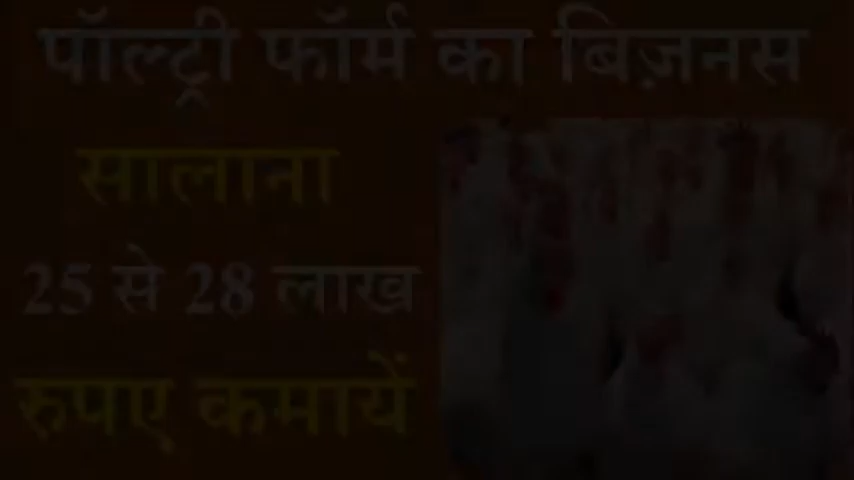 पॉल्ट्री फॉर्म का बिज़नस
सालाना
25 से 28 लाख
रुपए कमायें